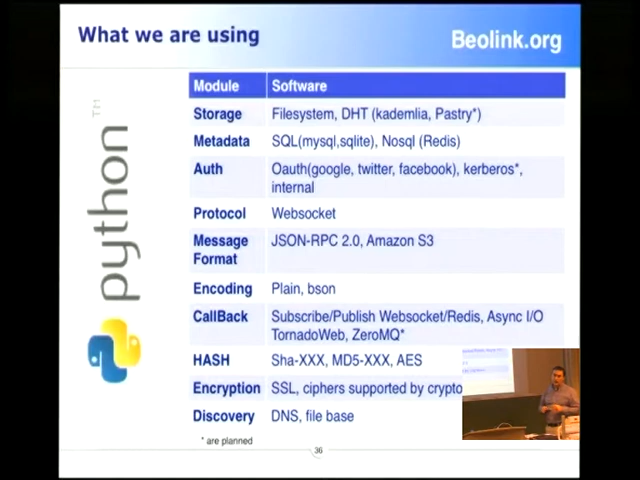 What we are using
Beolink.org
python
TM
Module Software
Storage Filesystem, DHT (kademlia, Pastry*)
Metadata SQL(mysql,sqlite), Nosql (Redis)
Auth Oauth(google, twitter, facebook), kerberos*,
internal
Protocol Websocket
Message JSON-RPC 2.0, Amazon S3
Format
Encoding Plain, bson
CallBack Subscribe/Publish Websocket/Redis, Async I/O
TornadoWeb, ZeroMQ*
HASH Sha-XXX, MD5-XXX, AES
Encryption SSL, ciphers supported by crypto
Discovery DNS, file base
* are planned
36